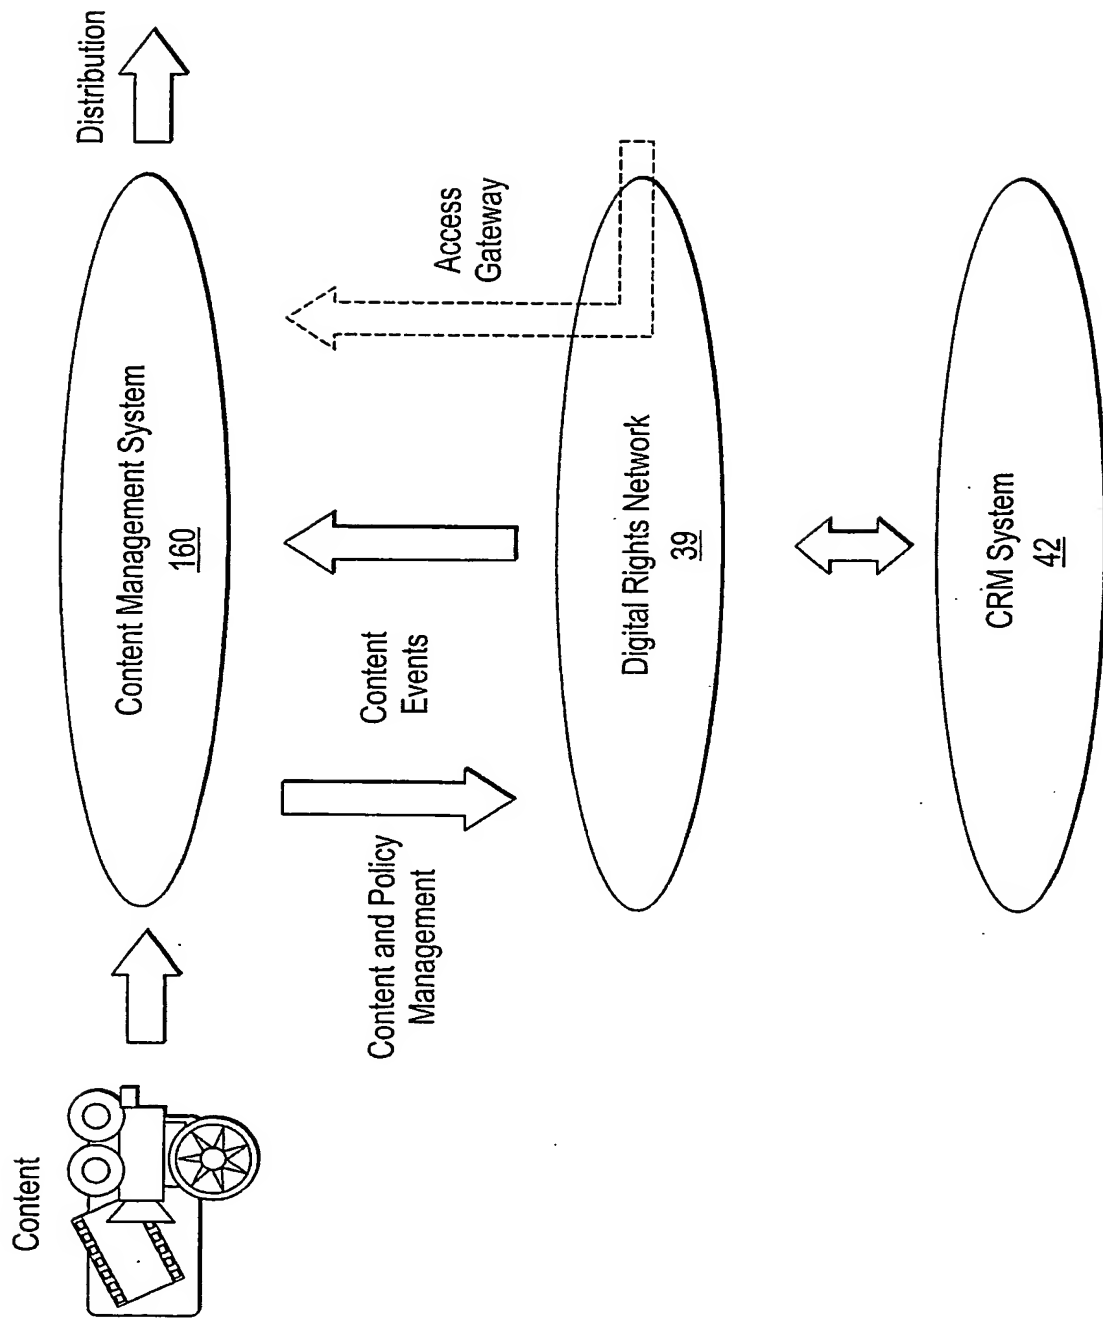 Content
Distribution
Content Management System
160
Content and Policy
Management
Content
Events
Access
Gateway
Digital Rights Network
39
CRM System
42